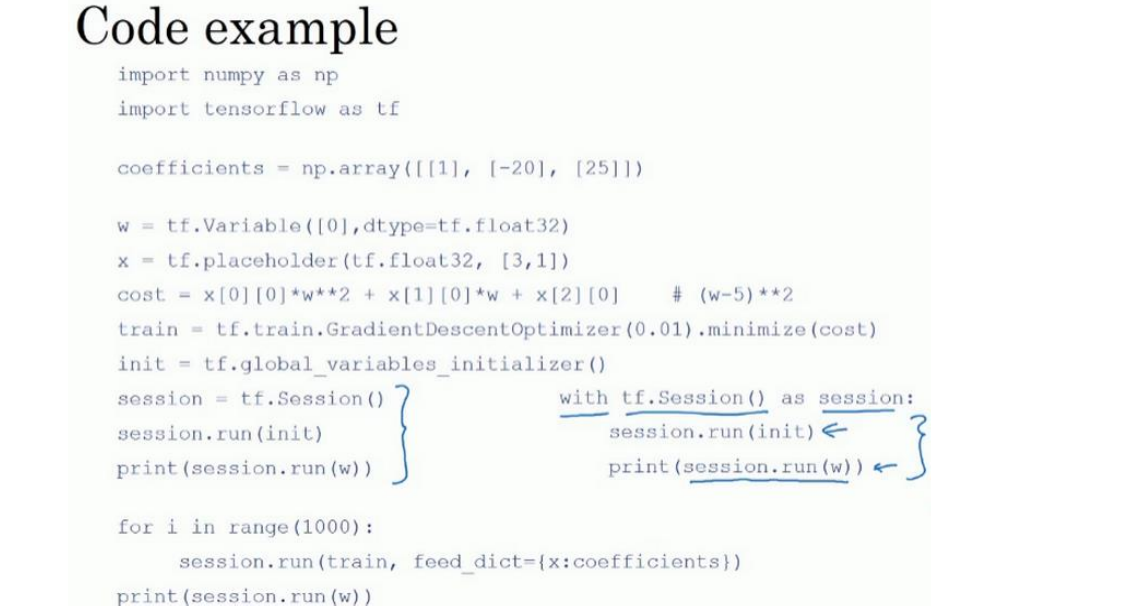 Code example
import numpy as np
import tensorflow as tf
coefficients = np.array([[1], [-20], [25]])
w = tf.Variable([0],dtype=tf.float32)
x = tf.placeholder(tf.float32, [3,1])
cost = x[0][0]*w**2 + x[1][0]*w + x[2][0]    # (w-5)**2
train = tf.train.GradientDescentOptimizer(0.01).minimize(cost)
init = tf.global_variables_initializer()
session = tf.Session()
session.run(init)
print(session.run(w))
with tf.Session() as session:
session.run(init)
print(session.run(w))
for i in range(1000):
session.run(train, feed_dict={x:coefficients})
print(session.run(w))